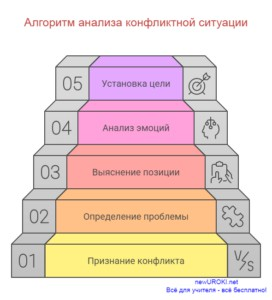 Алгоритм анализа конфликтной ситуации
05 Установка цели
04 Анализ эмоций
03 Выяснение позиции
02 Определение проблемы
01 Признание конфликта V/S
newUROKI.net
Всё для учителя - всё бесплатно!